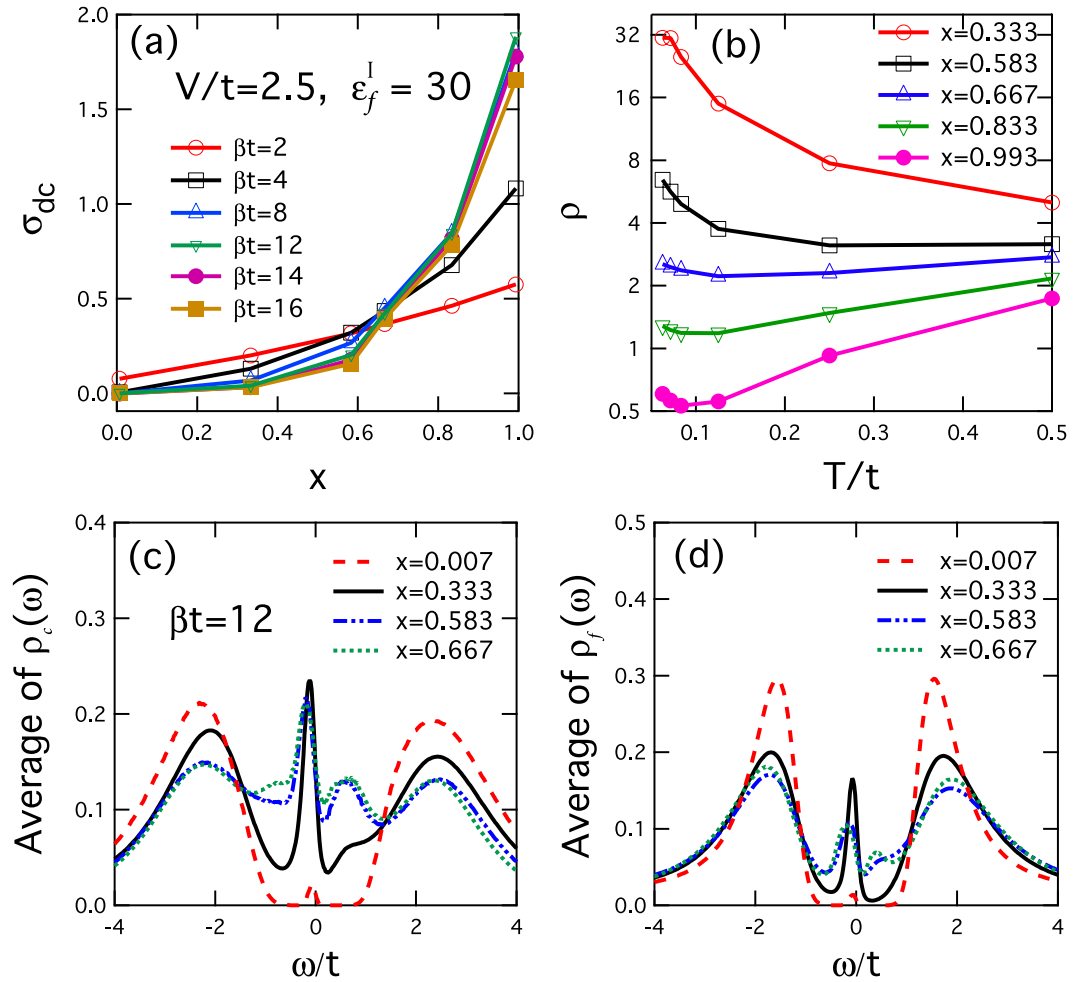 (a)
V/t=2.5, ε_f^I = 30
βt=2
βt=4
βt=8
βt=12
βt=14
βt=16
σ_dc
2.0
1.5
1.0
0.5
0.0
0.0 0.2 0.4 0.6 0.8 1.0
x
(b)
x=0.333
x=0.583
x=0.667
x=0.833
x=0.993
ρ
32
16
8
4
2
1
0.5
0.1 0.2 0.3 0.4 0.5
T/t
(c)
βt=12
x=0.007
x=0.333
x=0.583
x=0.667
Average of ρ_c(ω)
0.4
0.3
0.2
0.1
0.0
-4 -2 0 2 4
ω/t
(d)
x=0.007
x=0.333
x=0.583
x=0.667
Average of ρ_f(ω)
0.5
0.4
0.3
0.2
0.1
0.0
-4 -2 0 2 4
ω/t